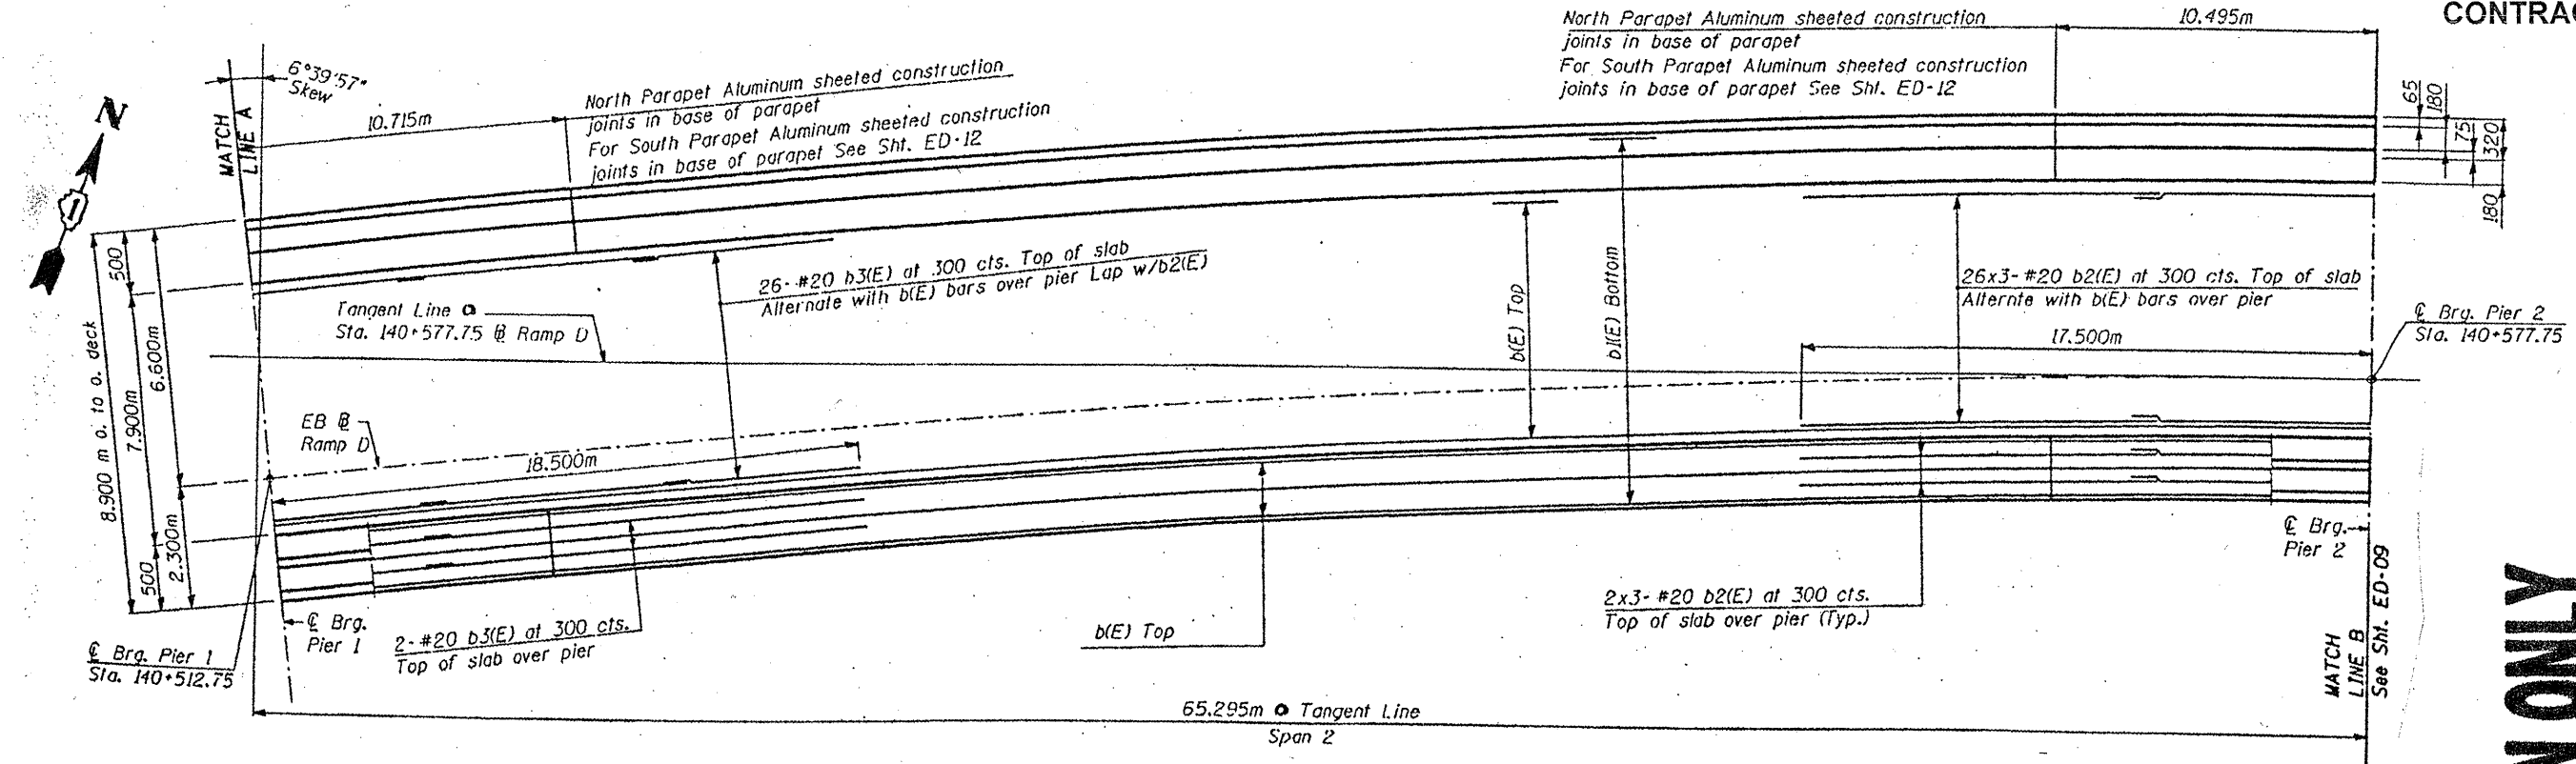 CONTRAC
North Parapet Aluminum sheeted construction
joints in base of parapet
For South Parapet Aluminum sheeted construction
joints in base of parapet See Sht. ED-12
10.495m
65
180
75
320
180
6°39'57"
Skew
MATCH
LINE A
10.715m
North Parapet Aluminum sheeted construction
joints in base of parapet
For South Parapet Aluminum sheeted construction
joints in base of parapet See Sht. ED-12
N
1
8.900 m o. to o. deck
500
7.900m
6.600m
500
2.300m
26-#20 b3(E) at 300 cts. Top of slab
Alternate with b(E) bars over pier Lap w/b2(E)
Tangent Line @
Sta. 140+577.75 ⅊ Ramp D
b(E) Top
b1(E) Bottom
26x3-#20 b2(E) at 300 cts. Top of slab
Alternte with b(E) bars over pier
17.500m
℄ Brg. Pier 2
Sta. 140+577.75
EB ⅊
Ramp D
18.500m
℄ Brg.
Pier 1
2-#20 b3(E) at 300 cts.
Top of slab over pier
b(E) Top
2x3-#20 b2(E) at 300 cts.
Top of slab over pier (Typ.)
℄ Brg.
Pier 2
℄ Brg. Pier 1
Sta. 140+512.75
MATCH
LINE B
See Sht. ED-09
65.295m @ Tangent Line
Span 2
N ONLY